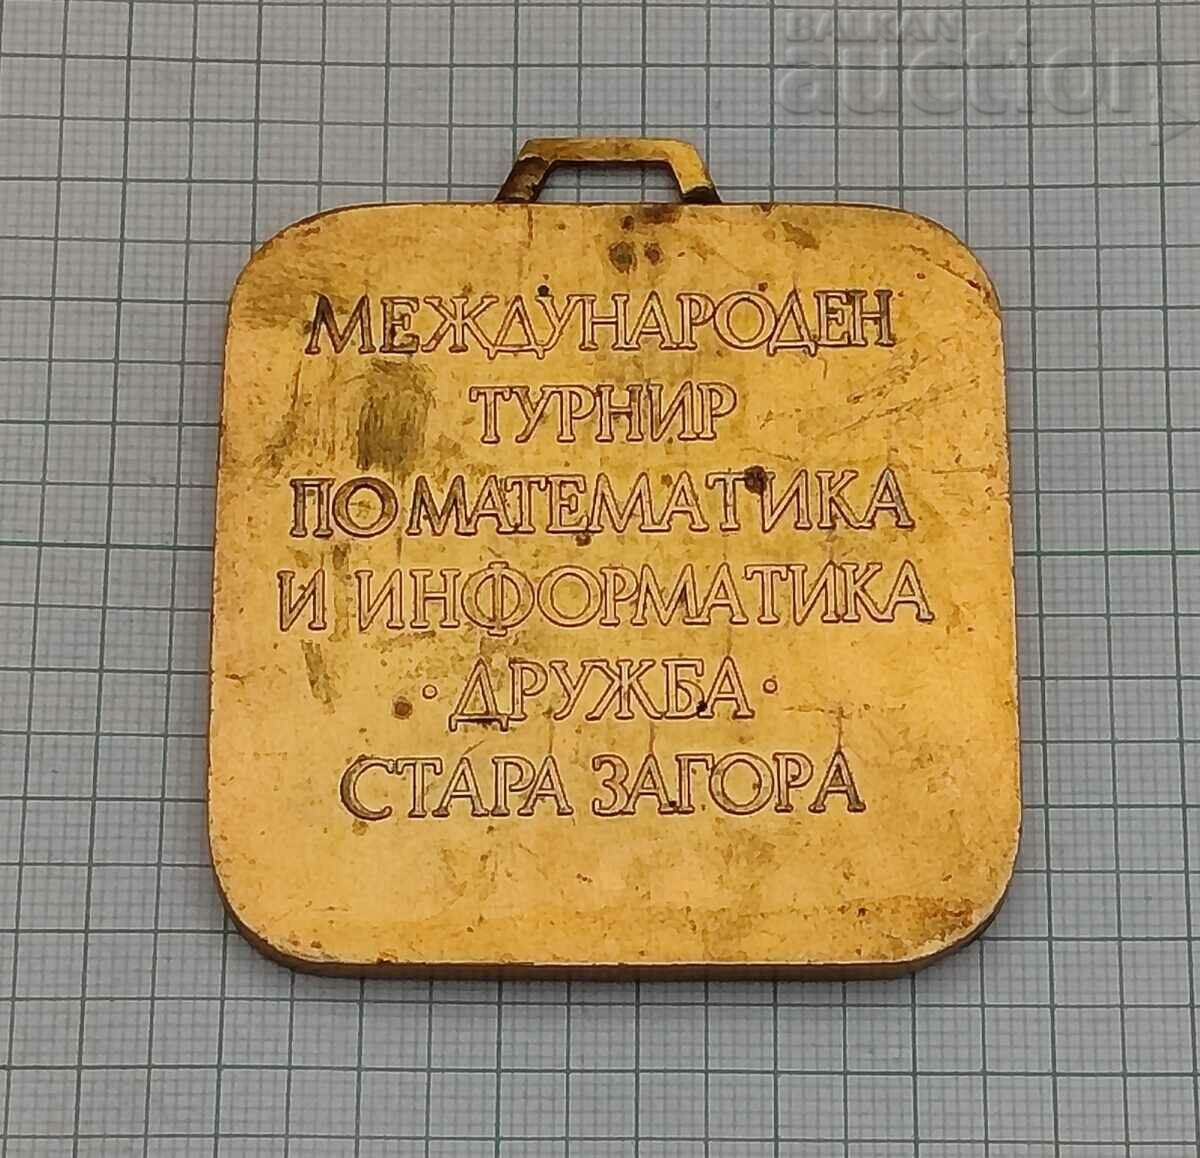 BALKAN
auction
МЕЖДУНАРОДЕН
ТУРНИР
ПО МАТЕМАТИКА
И ИНФОРМАТИКА
· ДРУЖБА ·
СТАРА ЗАГОРА